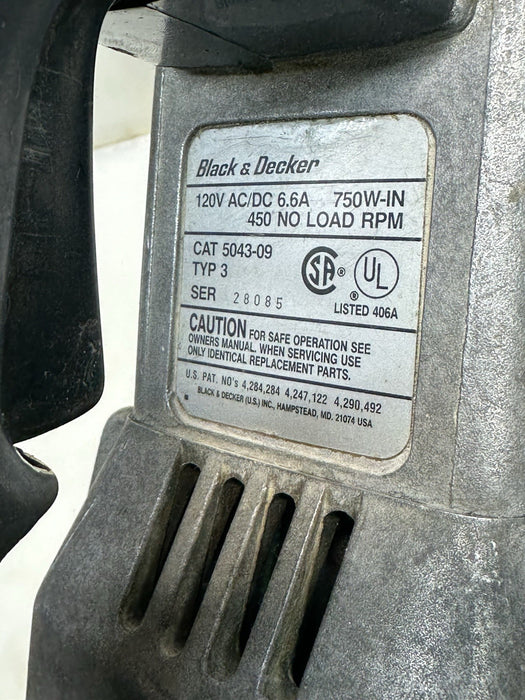 Black & Decker
120V AC/DC 6.6A 750W-IN
450 NO LOAD RPM
CAT 5043-09
TYP 3
SER 28085
SA ® UL ®
LISTED 406A
CAUTION FOR SAFE OPERATION SEE
OWNERS MANUAL. WHEN SERVICING USE
ONLY IDENTICAL REPLACEMENT PARTS.
U.S. PAT. NO's 4,284,284 4,247,122 4,290,492
BLACK & DECKER (U.S.) INC., HAMPSTEAD, MD. 21074 USA